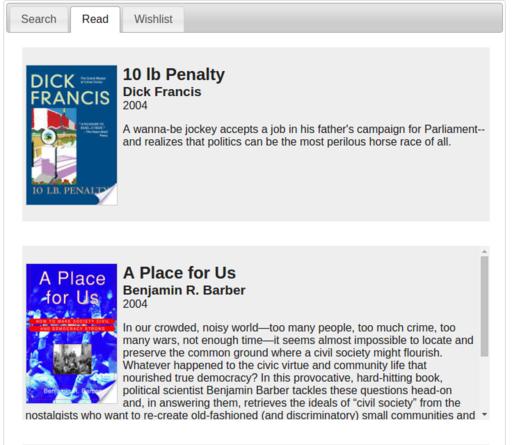 Search
Read
Wishlist
DICK
FRANCIS
10 LB. PENALTY
10 lb Penalty
Dick Francis
2004
A wanna-be jockey accepts a job in his father's campaign for Parliament--
and realizes that politics can be the most perilous horse race of all.
A Place
for Us
HOW TO MAKE SOCIETY CIVIL
AND DEMOCRACY STRONG
A Place for Us
Benjamin R. Barber
2004
In our crowded, noisy world—too many people, too much crime, too
many wars, not enough time—it seems almost impossible to locate and
preserve the common ground where a civil society might flourish.
Whatever happened to the civic virtue and community life that
nourished true democracy? In this provocative, hard-hitting book,
political scientist Benjamin Barber tackles these questions head-on
and, in answering them, retrieves the ideals of “civil society” from the
nostalgists who want to re-create old-fashioned (and discriminatory) small communities and